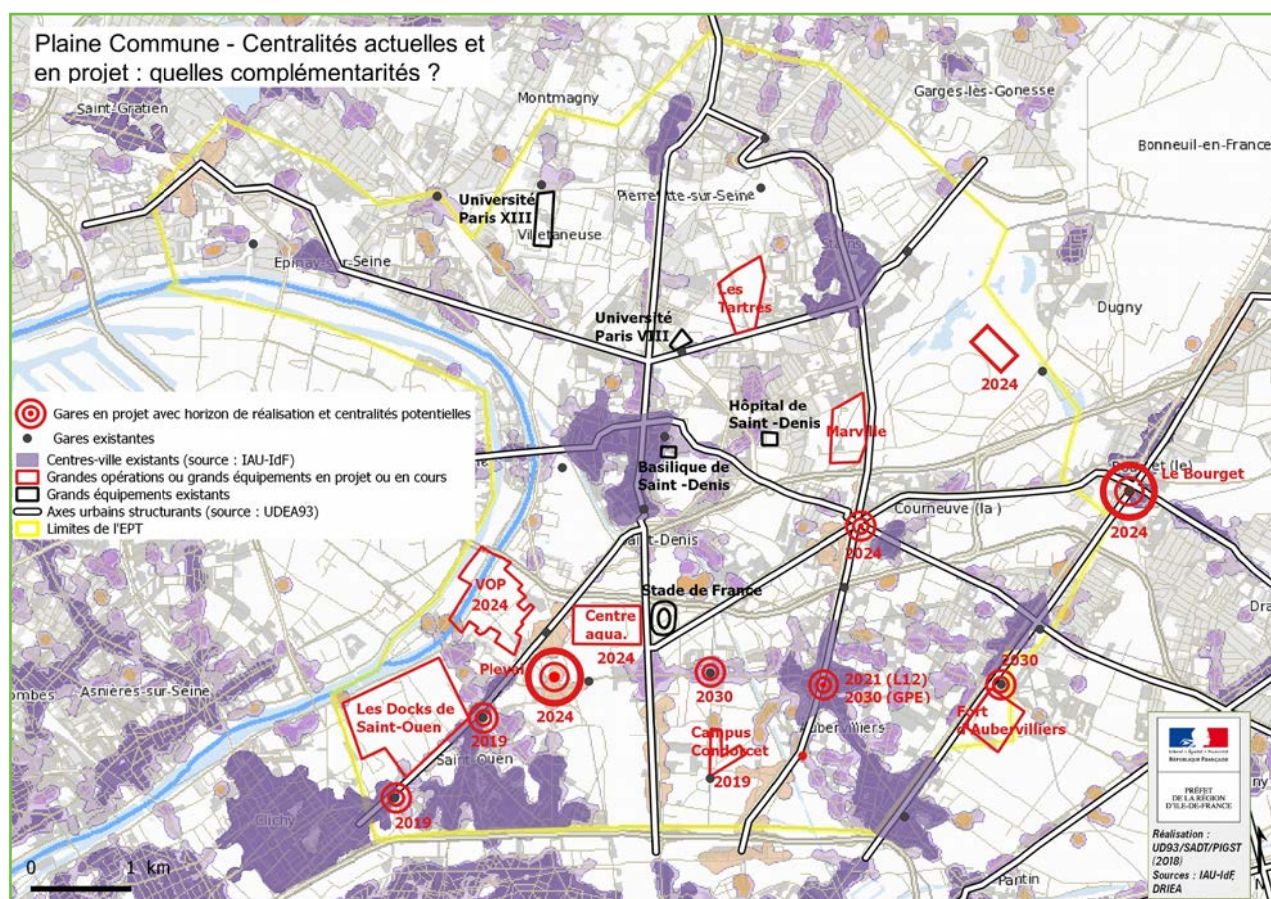 Plaine Commune - Centralités actuelles et
en projet : quelles complémentarités ?
Saint-Gratien
Montmagny
Garges-lès-Gonesse
Bonneuil-en-France
Université
Paris XIII
Villetaneuse
Pierrefitte-sur-Seine
Epinay-sur-Seine
Stains
Les
Tartres
Dugny
Université
Paris VIII
2024
Gares en projet avec horizon de réalisation et centralités potentielles
Gares existantes
Centres-ville existants (source : IAU-IdF)
Grandes opérations ou grands équipements en projet ou en cours
Grands équipements existants
Axes urbains structurants (source : UDEA93)
Limites de l'EPT
Hôpital de
Saint -Denis
Marville
Basilique de
Saint -Denis
Le Bourget
2024
Courneuve (la )
2024
Saint-Denis
VOP
2024
Stade de France
Centre
aqua.
2024
Pleyel
2024
2030
2021 (L12)
2030 (GPE)
2030
Asnières-sur-Seine
Les Docks de
Saint-Ouen
2019
Saint-Ouen
Campus
Condorcet
2019
Aubervilliers
Fort
d'Aubervilliers
Clichy
2019
Pantin
0 1 km
RÉPUBLIQUE FRANÇAISE
PRÉFET
DE LA RÉGION
D'ILE-DE-FRANCE
Réalisation :
UD93/SADT/PIGST
(2018)
Sources : IAU-IdF,
DRIEA